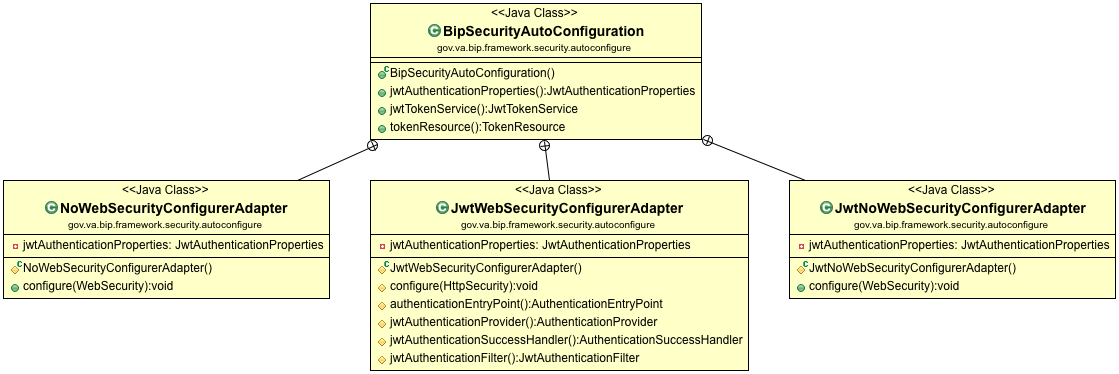 <<Java Class>>
BipSecurityAutoConfiguration
gov.va.bip.framework.security.autoconfigure
BipSecurityAutoConfiguration()
jwtAuthenticationProperties():JwtAuthenticationProperties
jwtTokenService():JwtTokenService
tokenResource():TokenResource
<<Java Class>>
NoWebSecurityConfigurerAdapter
gov.va.bip.framework.security.autoconfigure
jwtAuthenticationProperties: JwtAuthenticationProperties
NoWebSecurityConfigurerAdapter()
configure(WebSecurity):void
<<Java Class>>
JwtWebSecurityConfigurerAdapter
gov.va.bip.framework.security.autoconfigure
jwtAuthenticationProperties: JwtAuthenticationProperties
JwtWebSecurityConfigurerAdapter()
configure(HttpSecurity):void
authenticationEntryPoint():AuthenticationEntryPoint
jwtAuthenticationProvider():AuthenticationProvider
jwtAuthenticationSuccessHandler():AuthenticationSuccessHandler
jwtAuthenticationFilter():JwtAuthenticationFilter
<<Java Class>>
JwtNoWebSecurityConfigurerAdapter
gov.va.bip.framework.security.autoconfigure
jwtAuthenticationProperties: JwtAuthenticationProperties
JwtNoWebSecurityConfigurerAdapter()
configure(WebSecurity):void